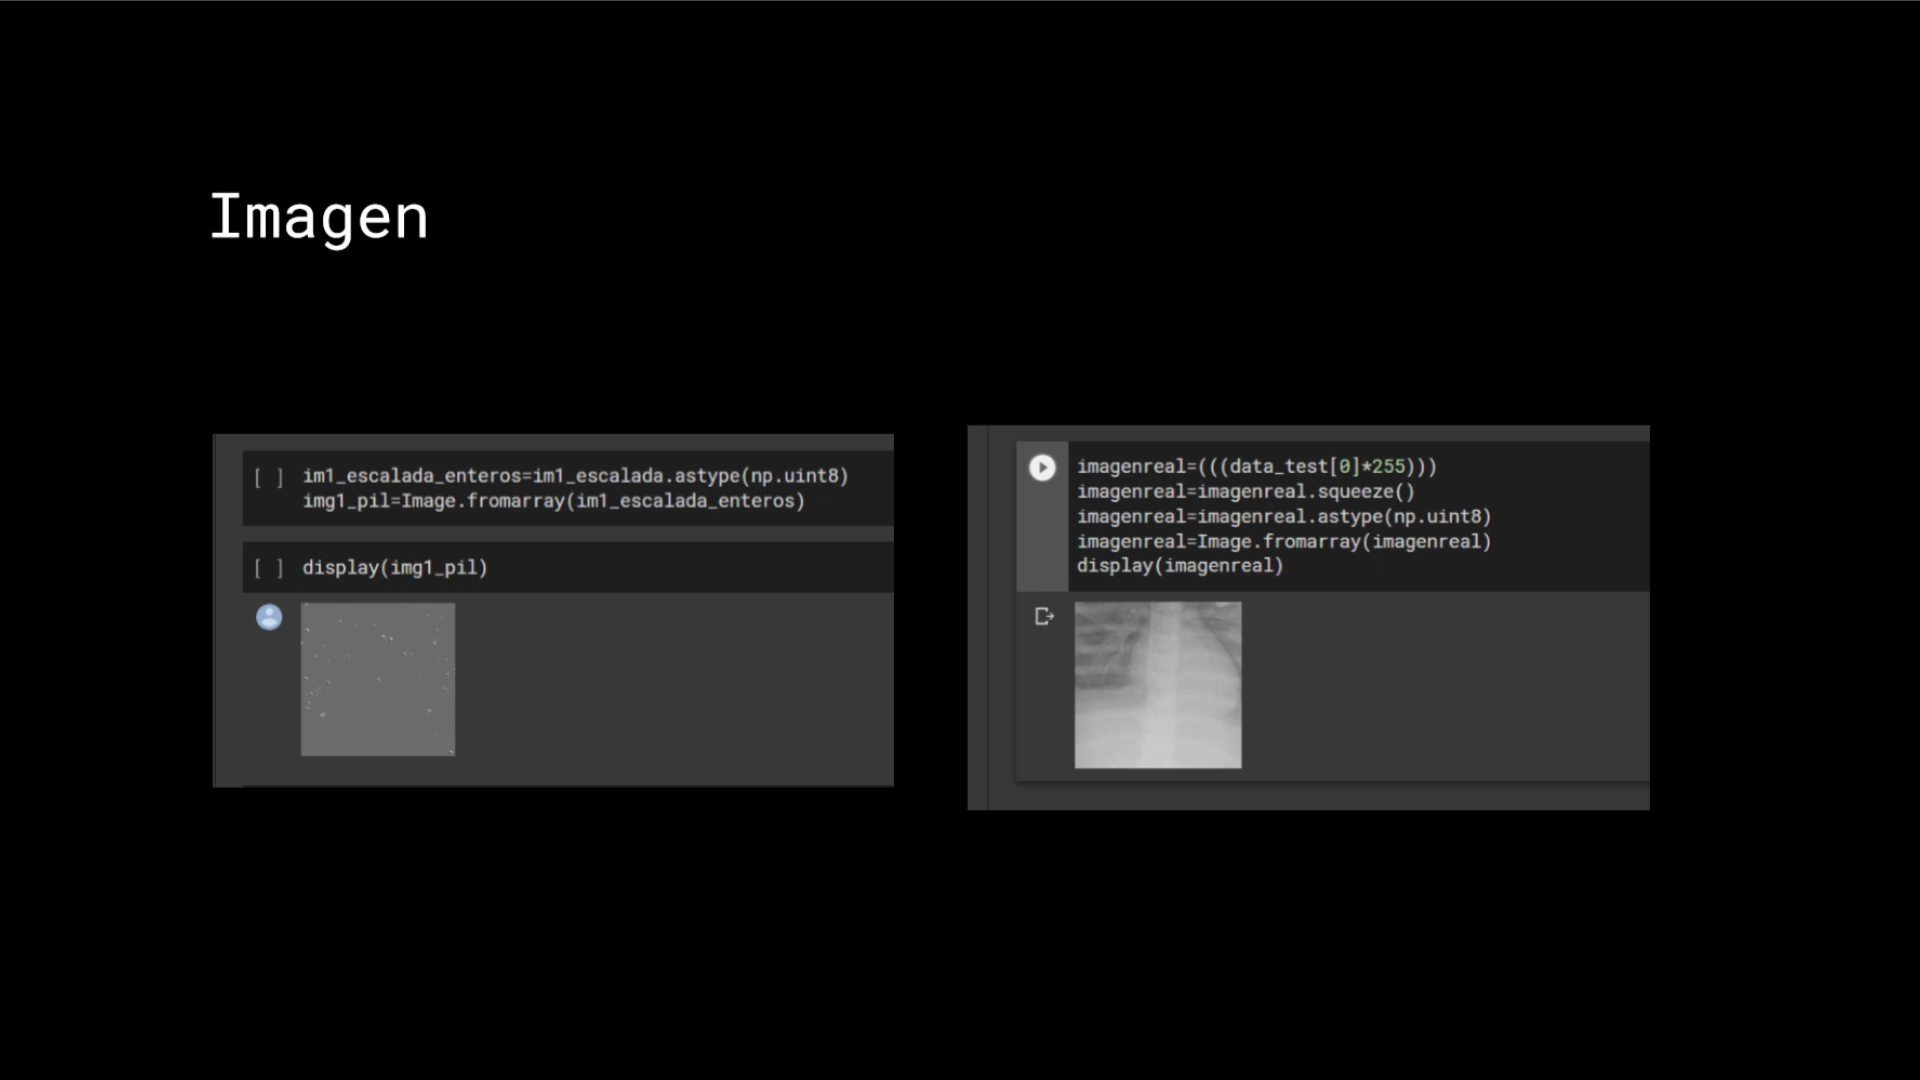 Imagen
[ ] im1_escalada_enteros=im1_escalada.astype(np.uint8)
img1_pil=Image.fromarray(im1_escalada_enteros)
[ ] display(img1_pil)
imagenreal=(((data_test[0]*255)))
imagenreal=imagenreal.squeeze()
imagenreal=imagenreal.astype(np.uint8)
imagenreal=Image.fromarray(imagenreal)
display(imagenreal)